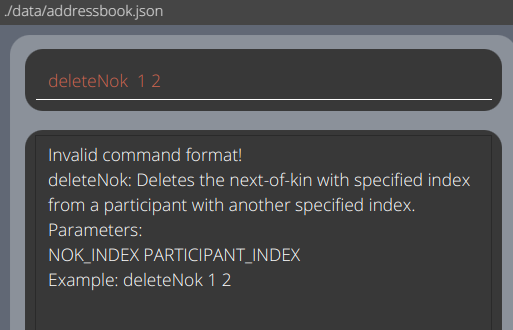 ./data/addressbook.json
deleteNok  1 2
Invalid command format!
deleteNok: Deletes the next-of-kin with specified index
from a participant with another specified index.
Parameters:
NOK_INDEX PARTICIPANT_INDEX
Example: deleteNok 1 2